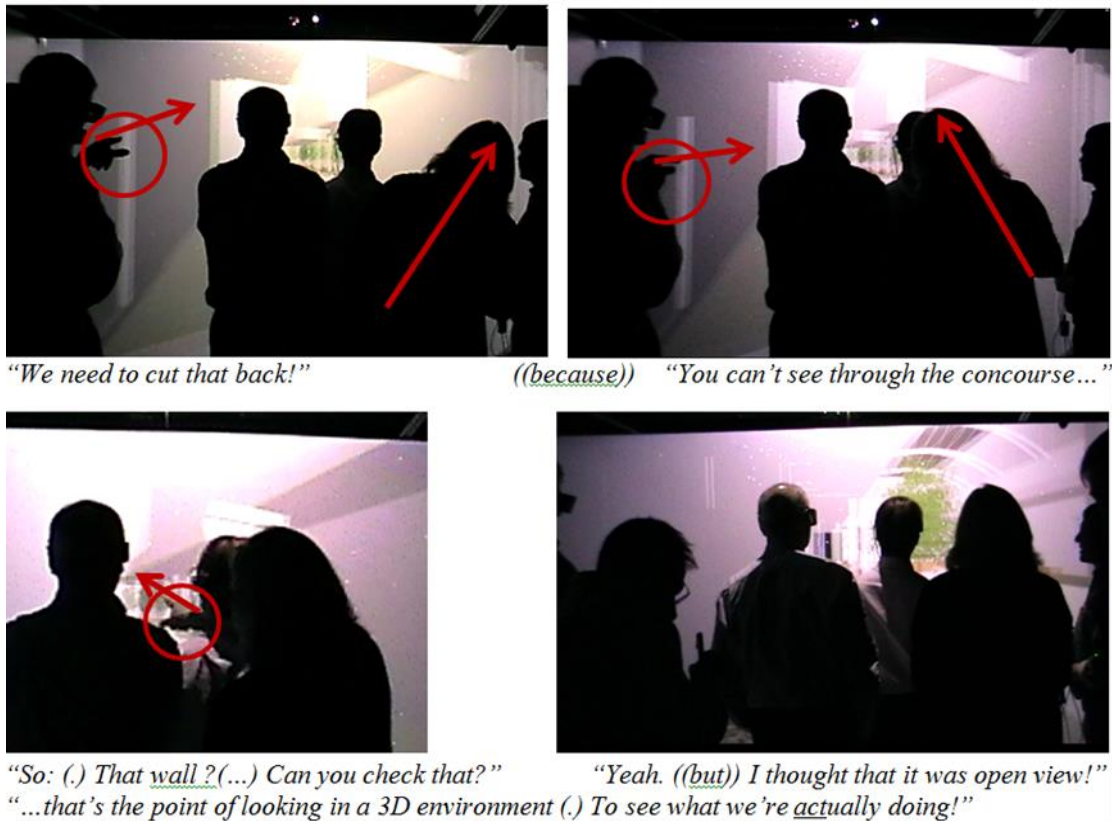 “We need to cut that back!” ((because)) “You can’t see through the concourse…”
“So: (.) That wall ?(…) Can you check that?” “Yeah. ((but)) I thought that it was open view!”
“…that’s the point of looking in a 3D environment (.) To see what we’re actually doing!”